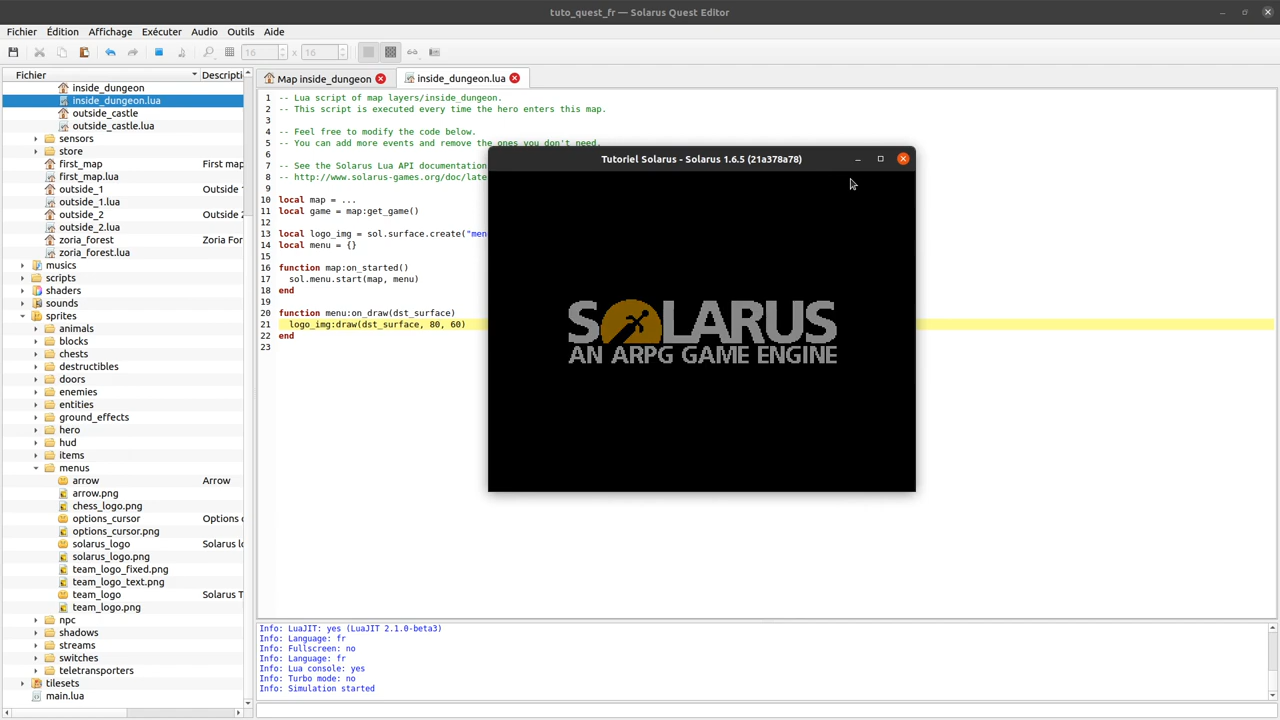 tuto_quest_fr — Solarus Quest Editor
Fichier Édition Affichage Exécuter Audio Outils Aide
16 x 16
Fichier Descripti
inside_dungeon
inside_dungeon.lua
outside_castle
outside_castle.lua
sensors
store
first_map First map
first_map.lua
outside_1 Outside 1
outside_1.lua
outside_2 Outside 2
outside_2.lua
zoria_forest Zoria For
zoria_forest.lua
musics
scripts
shaders
sounds
sprites
animals
blocks
chests
destructibles
doors
enemies
entities
ground_effects
hero
hud
items
menus
arrow Arrow
arrow.png
chess_logo.png
options_cursor Options c
options_cursor.png
solarus_logo Solarus lo
solarus_logo.png
team_logo_fixed.png
team_logo_text.png
team_logo Solarus T
team_logo.png
npc
shadows
streams
switches
teletransporters
tilesets
main.lua
Map inside_dungeon inside_dungeon.lua
1 -- Lua script of map layers/inside_dungeon.
2 -- This script is executed every time the hero enters this map.
3
4 -- Feel free to modify the code below.
5 -- You can add more events and remove the ones you don't need.
6
7 -- See the Solarus Lua API documentation
8 -- http://www.solarus-games.org/doc/late
9
10 local map = ...
11 local game = map:get_game()
12
13 local logo_img = sol.surface.create("men
14 local menu = {}
15
16 function map:on_started()
17 sol.menu.start(map, menu)
18 end
19
20 function menu:on_draw(dst_surface)
21 logo_img:draw(dst_surface, 80, 60)
22 end
23
Tutoriel Solarus - Solarus 1.6.5 (21a378a78)
SOLARUS
AN ARPG GAME ENGINE
Info: LuaJIT: yes (LuaJIT 2.1.0-beta3)
Info: Language: fr
Info: Fullscreen: no
Info: Language: fr
Info: Lua console: yes
Info: Turbo mode: no
Info: Simulation started